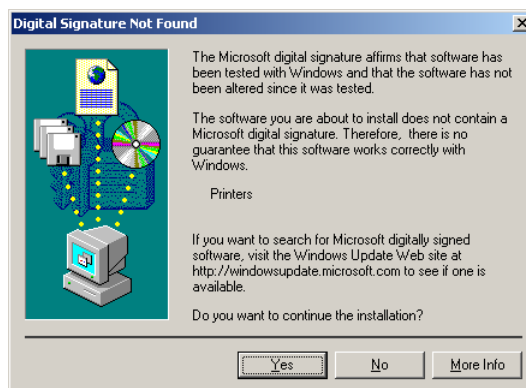 Digital Signature Not Found
The Microsoft digital signature affirms that software has
been tested with Windows and that the software has not
been altered since it was tested.
The software you are about to install does not contain a
Microsoft digital signature. Therefore, there is no
guarantee that this software works correctly with
Windows.
Printers
If you want to search for Microsoft digitally signed
software, visit the Windows Update Web site at
http://windowsupdate.microsoft.com to see if one is
available.
Do you want to continue the installation?
Yes No More Info